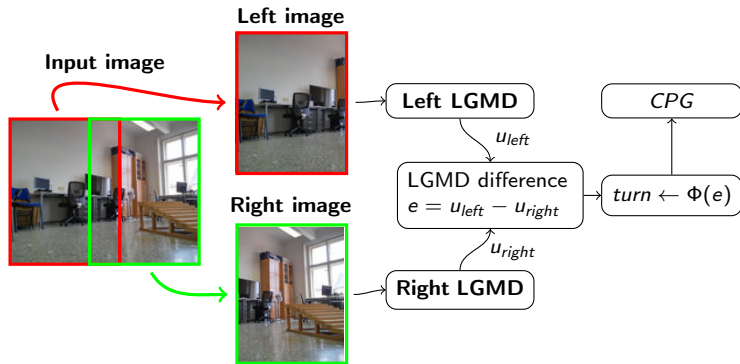 Left image
Input image
Left LGMD
CPG
u_left
LGMD difference
e = u_left − u_right
turn ← Φ(e)
Right image
u_right
Right LGMD